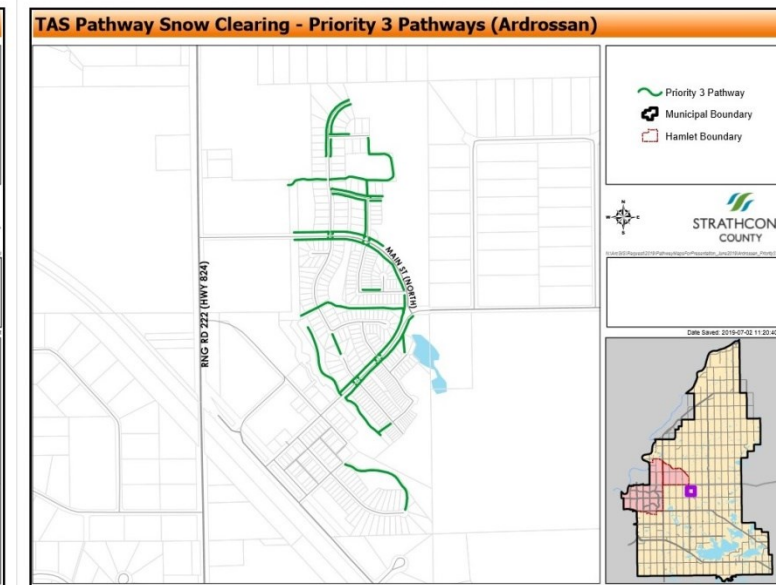 TAS Pathway Snow Clearing - Priority 3 Pathways (Ardrossan)
Priority 3 Pathway
Municipal Boundary
Hamlet Boundary
N
W
E
S
STRATHCON
COUNTY
Date Saved: 2019-07-02 11:20:40
RNG RD 222 (HWY 824)
MAIN ST (NORTH)